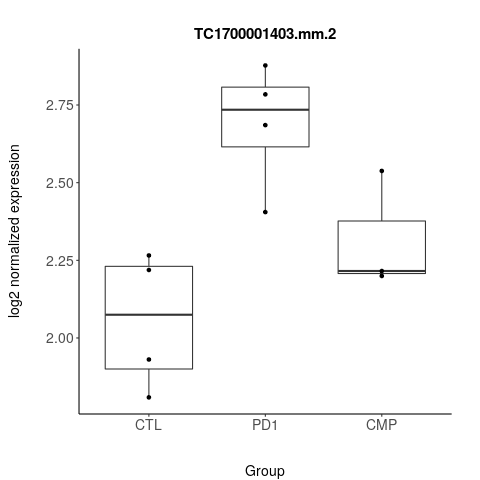 TC1700001403.mm.2
log2 normalized expression
2.75
2.50
2.25
2.00
CTL PD1 CMP
Group